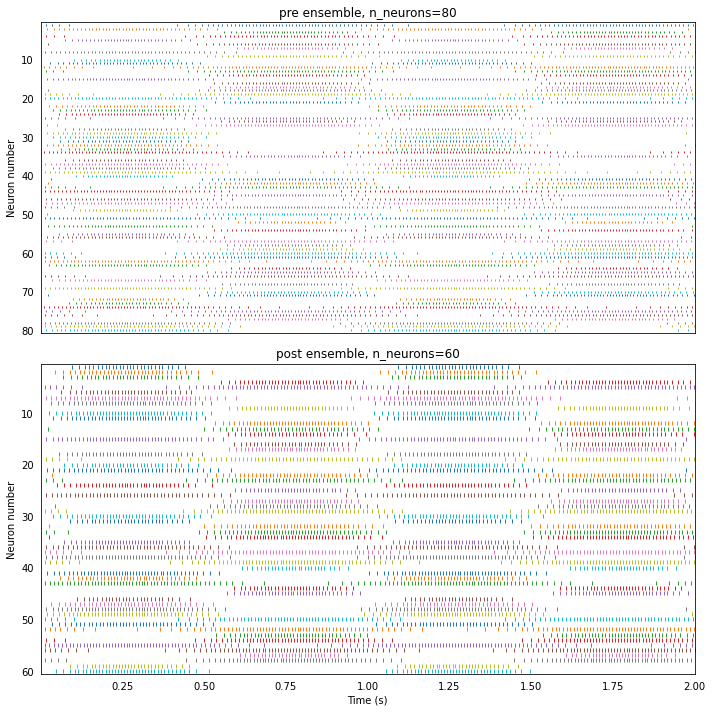 pre ensemble, n_neurons=80
10
20
30
40
50
60
70
80
Neuron number
post ensemble, n_neurons=60
10
20
30
40
50
60
Neuron number
0.25 0.50 0.75 1.00 1.25 1.50 1.75 2.00
Time (s)